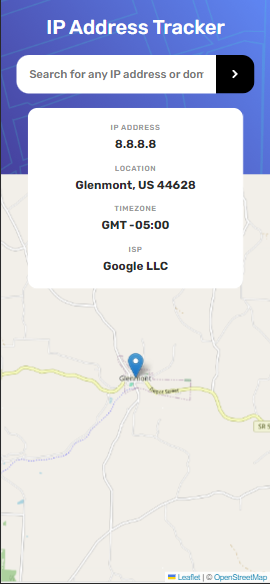 IP Address Tracker
Search for any IP address or dom
IP ADDRESS
8.8.8.8
LOCATION
Glenmont, US 44628
TIMEZONE
GMT -05:00
ISP
Google LLC
Glenmont
SR 5
Leaflet | © OpenStreetMap